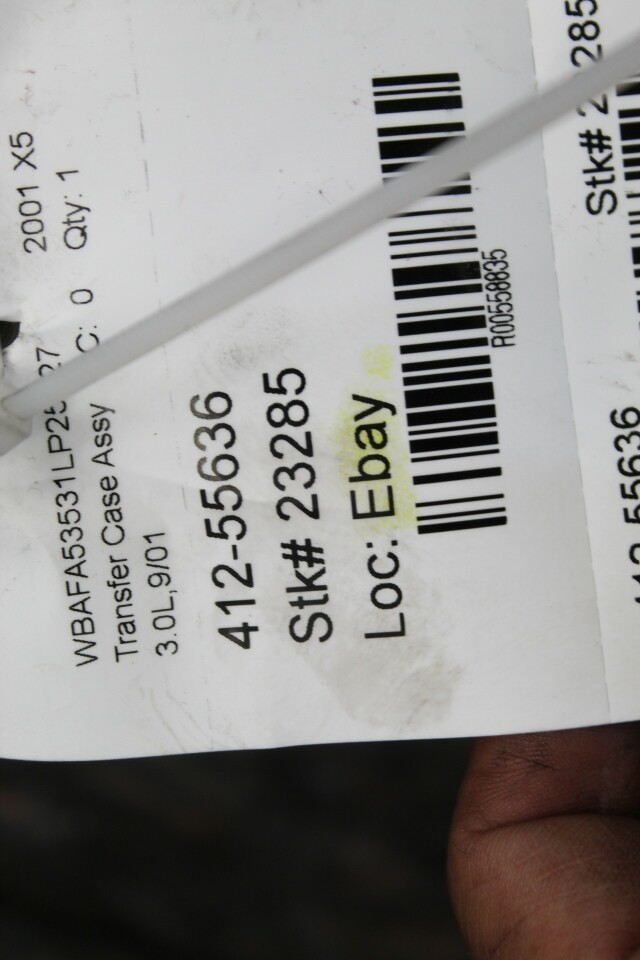 2001 X5
Transfer Case Assy C: 0 Qty: 1
3.0L,9/01
412-55636
Stk# 23285
Loc: Ebay
R00558835
Stk#